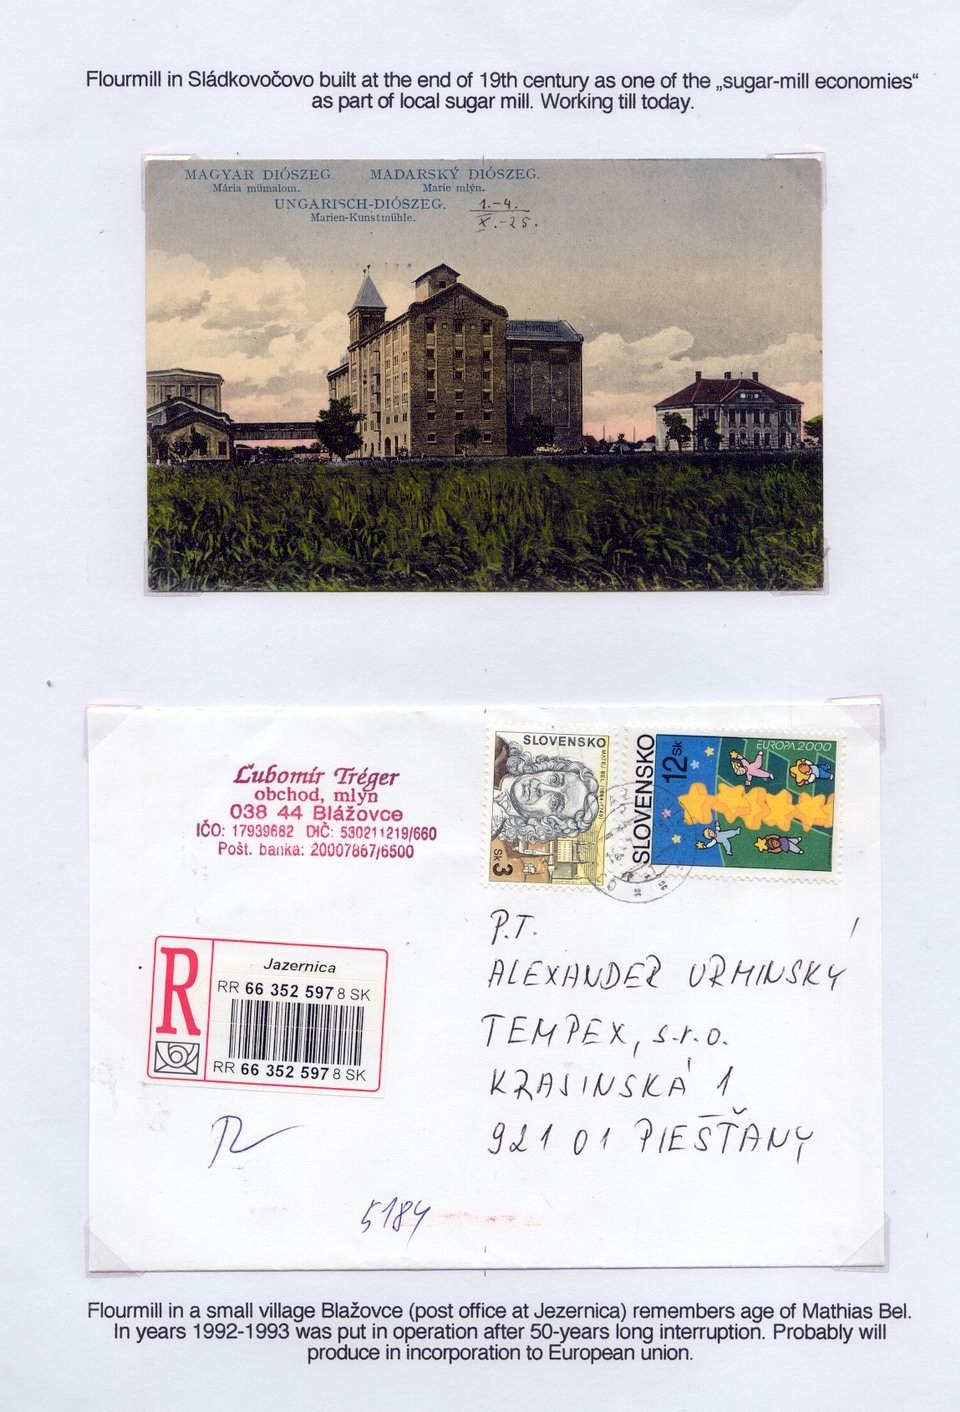 Flourmill in Sládkovočovo built at the end of 19th century as one of the „sugar-mill economies“
as part of local sugar mill. Working till today.
MAGYAR DIÓSZEG. MADARSKÝ DIÓSZEG.
Mária műmalom. Marie mlýn.
UNGARISCH-DIÓSZEG.
Marien-Kunstmühle.
1.-4.
X.-25.
SLOVENSKO
MATEJ BEL
Sk 3
SLOVENSKO
12 Sk
EUROPA 2000
Ľubomír Tréger
obchod, mlyn
038 44 Blážovce
IČO: 17939682 DIČ: 530211219/660
Pošt. banka: 20007867/6500
P.T.
ALEXANDER URMINSKY
TEMPEX, s.r.o.
KRASINSKÁ 1
921 01 PIEŠŤANY
R
Jazernica
RR 66 352 597 8 SK
RR 66 352 597 8 SK
5184
Flourmill in a small village Blažovce (post office at Jezernica) remembers age of Mathias Bel.
In years 1992-1993 was put in operation after 50-years long interruption. Probably will
produce in incorporation to European union.